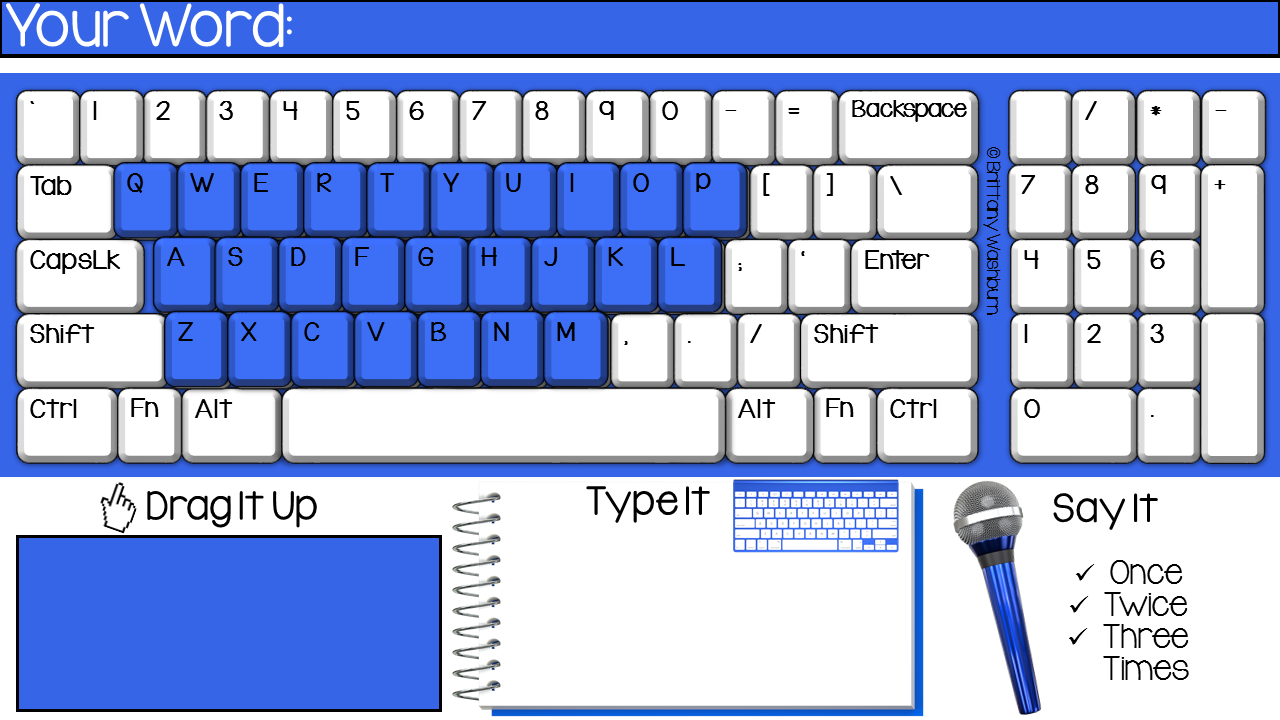 Your Word:
` 1 2 3 4 5 6 7 8 9 0 - = Backspace
/ * -
Tab Q W E R T Y U I O P [ ] \
7 8 9 +
CapsLk A S D F G H J K L ; ' Enter
4 5 6
Shift Z X C V B N M , . / Shift
1 2 3
Ctrl Fn Alt Alt Fn Ctrl
0 .
©Brittany Washburn
Drag It Up
Type It
Say It
✓ Once
✓ Twice
✓ Three
Times